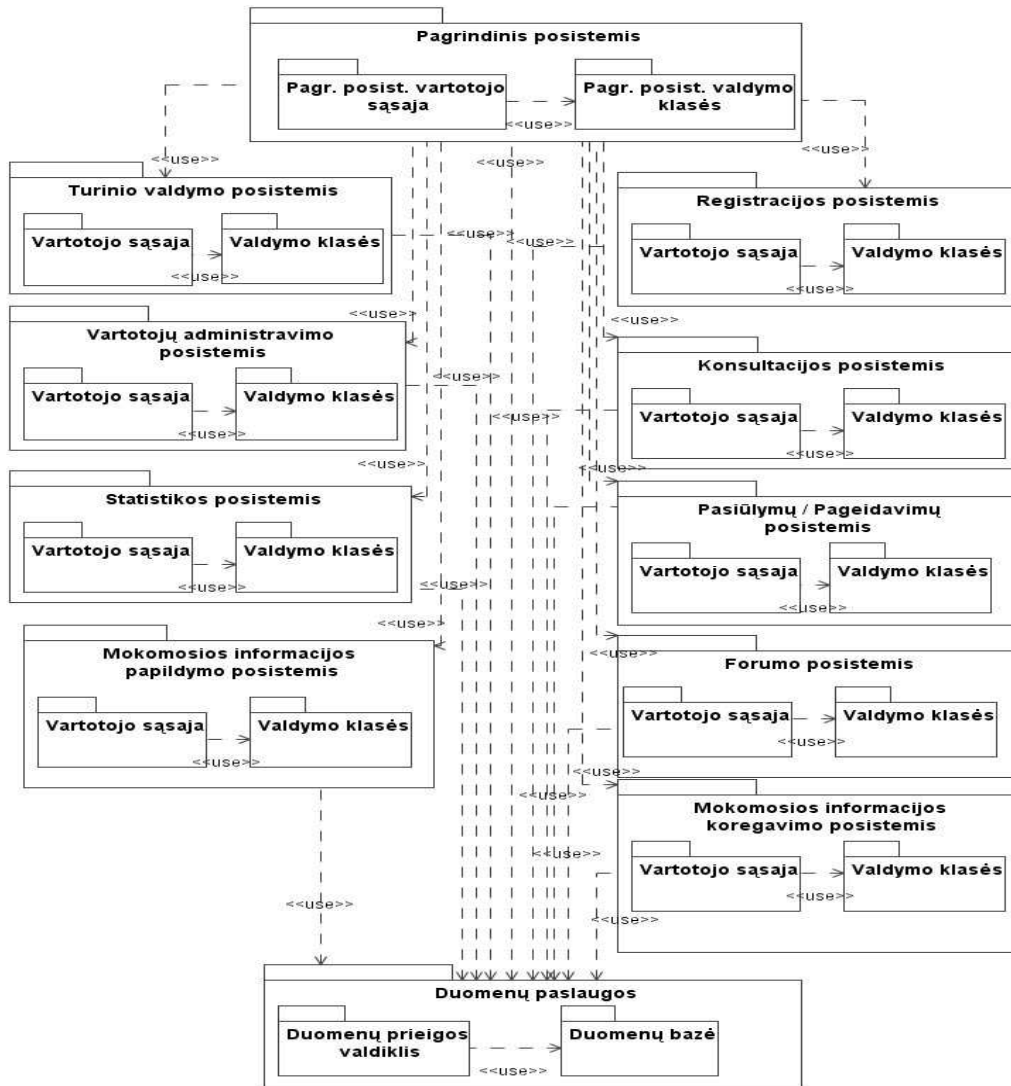 Pagrindinis posistemis
Pagr. posist. vartotojo
sąsaja
Pagr. posist. valdymo
klasės
<<use>>
<<use>>
<<use>>
<<use>>
Turinio valdymo posistemis
Vartotojo sąsaja
Valdymo klasės
<<use>>
<<use>>
<<use>>
Registracijos posistemis
Vartotojo sąsaja
Valdymo klasės
<<use>>
<<use>>
<<use>>
Vartotojų administravimo
posistemis
Vartotojo sąsaja
Valdymo klasės
<<use>>
<<use>>
<<use>>
Konsultacijos posistemis
Vartotojo sąsaja
Valdymo klasės
<<use>>
<<use>>
<<use>>
Statistikos posistemis
Vartotojo sąsaja
Valdymo klasės
<<use>>
<<use>>
Pasiūlymų / Pageidavimų
posistemis
Vartotojo sąsaja
Valdymo klasės
<<use>>
<<use>>
<<use>>
Mokomosios informacijos
papildymo posistemis
Vartotojo sąsaja
Valdymo klasės
<<use>>
Forumo posistemis
Vartotojo sąsaja
Valdymo klasės
<<use>>
<<use>>
<<use>>
Mokomosios informacijos
koregavimo posistemis
Vartotojo sąsaja
Valdymo klasės
<<use>>
<<use>>
<<use>>
<<use>>
Duomenų paslaugos
Duomenų prieigos
valdiklis
Duomenų bazė
<<use>>